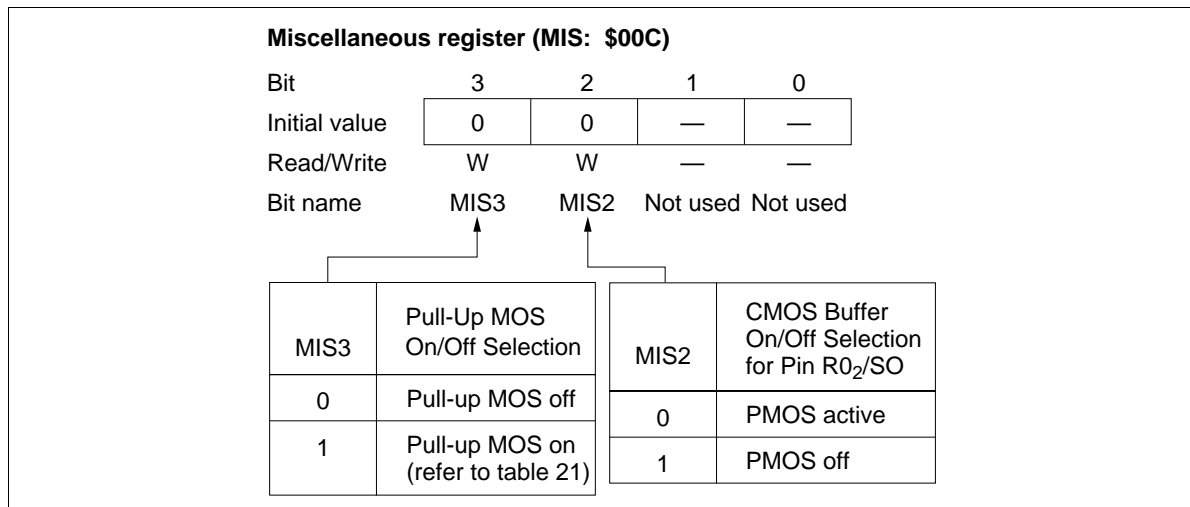 Miscellaneous register (MIS: $00C)
Bit 3 2 1 0
Initial value 0 0 — —
Read/Write W W — —
Bit name MIS3 MIS2 Not used Not used
MIS3 Pull-Up MOS
On/Off Selection
0 Pull-up MOS off
1 Pull-up MOS on
(refer to table 21)
MIS2 CMOS Buffer
On/Off Selection
for Pin R0₂/SO
0 PMOS active
1 PMOS off